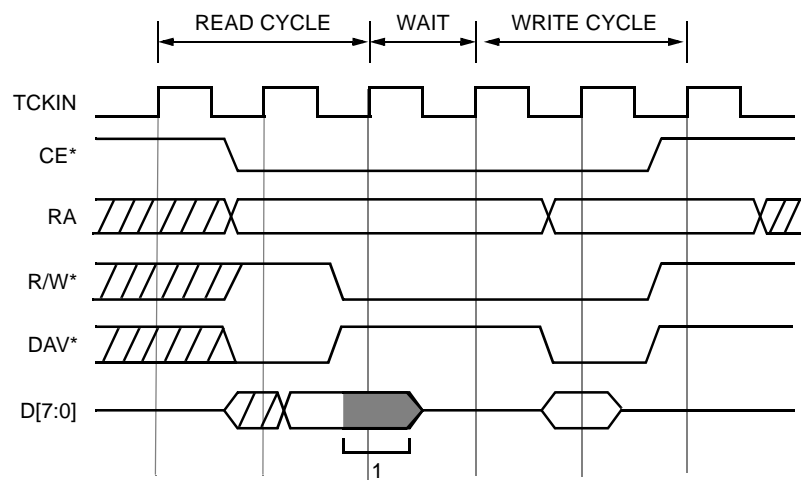 READ CYCLE WAIT WRITE CYCLE
TCKIN
CE*
RA
R/W*
DAV*
D[7:0]
1